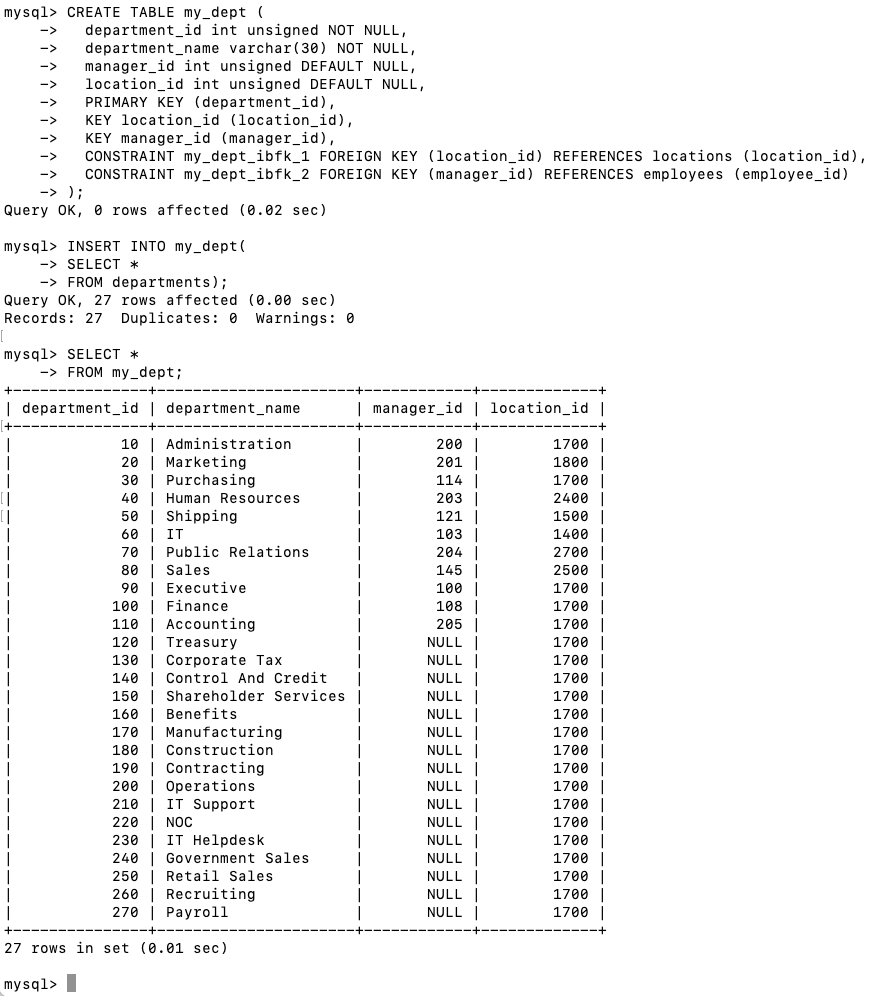 mysql> CREATE TABLE my_dept (
    ->   department_id int unsigned NOT NULL,
    ->   department_name varchar(30) NOT NULL,
    ->   manager_id int unsigned DEFAULT NULL,
    ->   location_id int unsigned DEFAULT NULL,
    ->   PRIMARY KEY (department_id),
    ->   KEY location_id (location_id),
    ->   KEY manager_id (manager_id),
    ->   CONSTRAINT my_dept_ibfk_1 FOREIGN KEY (location_id) REFERENCES locations (location_id),
    ->   CONSTRAINT my_dept_ibfk_2 FOREIGN KEY (manager_id) REFERENCES employees (employee_id)
    -> );
Query OK, 0 rows affected (0.02 sec)

mysql> INSERT INTO my_dept(
    -> SELECT *
    -> FROM departments);
Query OK, 27 rows affected (0.00 sec)
Records: 27  Duplicates: 0  Warnings: 0

mysql> SELECT *
    -> FROM my_dept;
+---------------+----------------------+------------+-------------+
| department_id | department_name      | manager_id | location_id |
+---------------+----------------------+------------+-------------+
|            10 | Administration       |        200 |        1700 |
|            20 | Marketing            |        201 |        1800 |
|            30 | Purchasing           |        114 |        1700 |
|            40 | Human Resources      |        203 |        2400 |
|            50 | Shipping             |        121 |        1500 |
|            60 | IT                   |        103 |        1400 |
|            70 | Public Relations     |        204 |        2700 |
|            80 | Sales                |        145 |        2500 |
|            90 | Executive            |        100 |        1700 |
|           100 | Finance              |        108 |        1700 |
|           110 | Accounting           |        205 |        1700 |
|           120 | Treasury             |       NULL |        1700 |
|           130 | Corporate Tax        |       NULL |        1700 |
|           140 | Control And Credit   |       NULL |        1700 |
|           150 | Shareholder Services |       NULL |        1700 |
|           160 | Benefits             |       NULL |        1700 |
|           170 | Manufacturing        |       NULL |        1700 |
|           180 | Construction         |       NULL |        1700 |
|           190 | Contracting          |       NULL |        1700 |
|           200 | Operations           |       NULL |        1700 |
|           210 | IT Support           |       NULL |        1700 |
|           220 | NOC                  |       NULL |        1700 |
|           230 | IT Helpdesk          |       NULL |        1700 |
|           240 | Government Sales     |       NULL |        1700 |
|           250 | Retail Sales         |       NULL |        1700 |
|           260 | Recruiting           |       NULL |        1700 |
|           270 | Payroll              |       NULL |        1700 |
+---------------+----------------------+------------+-------------+
27 rows in set (0.01 sec)

mysql>